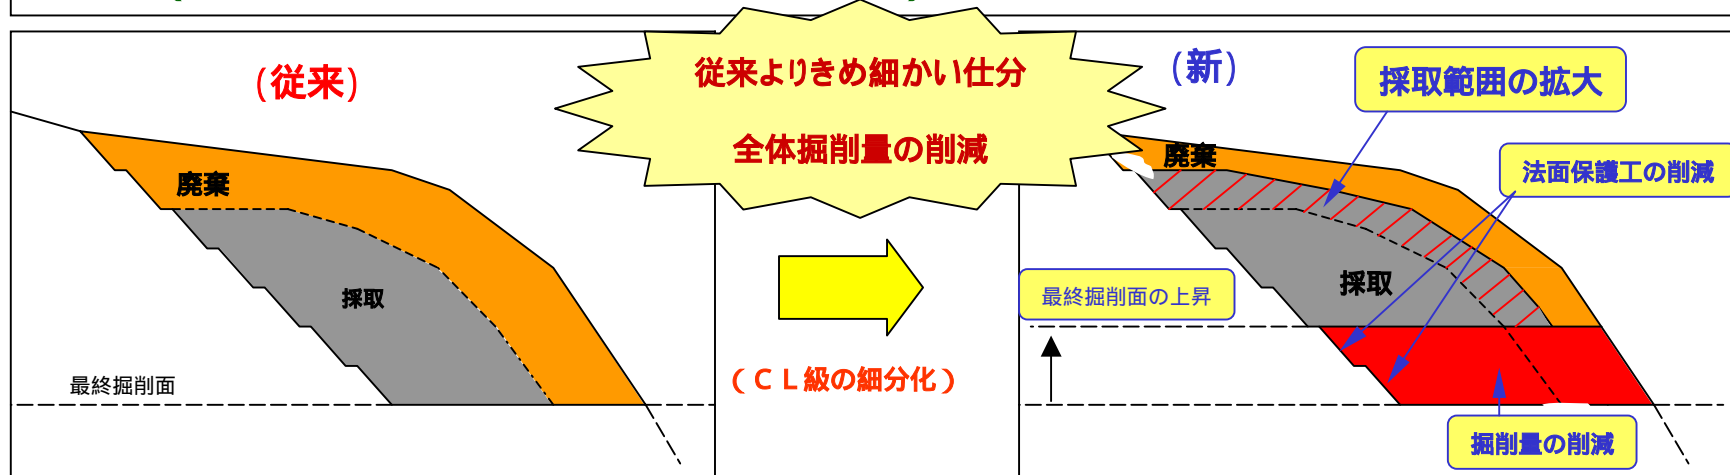 (従来)
従来よりきめ細かい仕分
全体掘削量の削減
(新)
採取範囲の拡大
法面保護工の削減
廃棄
廃棄
採取
採取
最終掘削面の上昇
最終掘削面
(ＣＬ級の細分化)
掘削量の削減